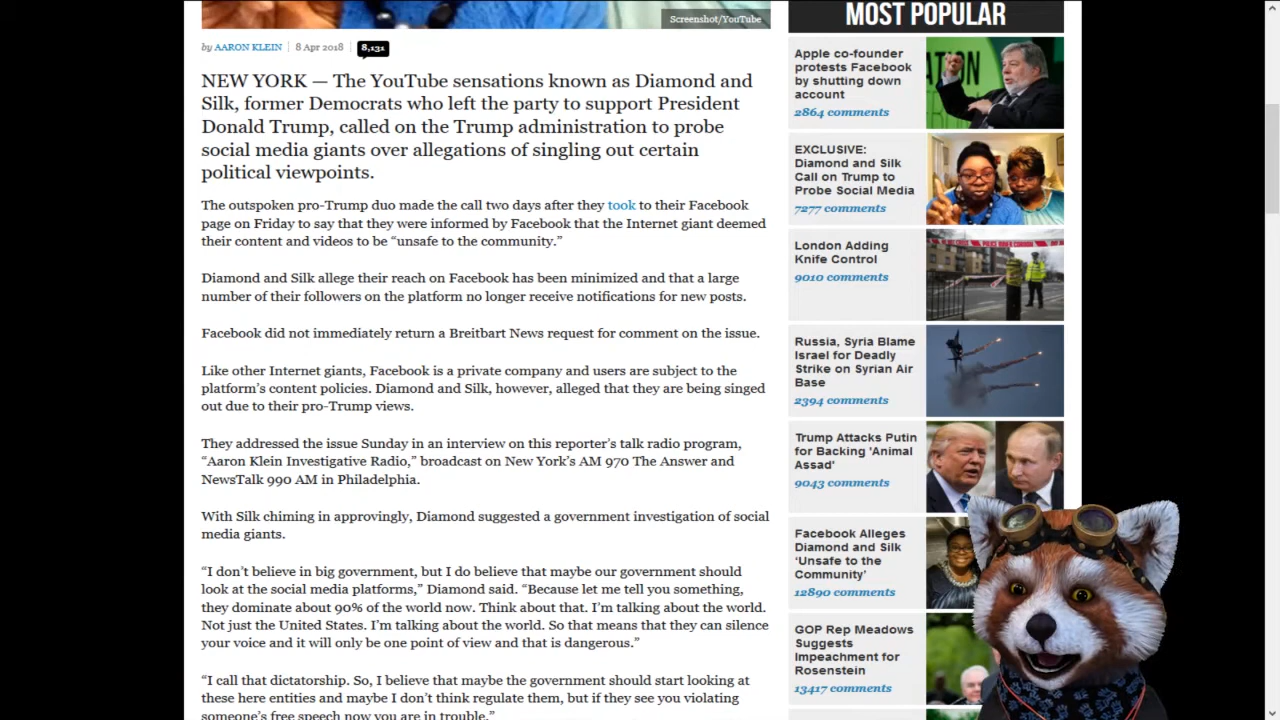 Screenshot/YouTube
by AARON KLEIN | 8 Apr 2018 | 8,131
NEW YORK — The YouTube sensations known as Diamond and
Silk, former Democrats who left the party to support President
Donald Trump, called on the Trump administration to probe
social media giants over allegations of singling out certain
political viewpoints.
The outspoken pro-Trump duo made the call two days after they took to their Facebook
page on Friday to say that they were informed by Facebook that the Internet giant deemed
their content and videos to be “unsafe to the community.”
Diamond and Silk allege their reach on Facebook has been minimized and that a large
number of their followers on the platform no longer receive notifications for new posts.
Facebook did not immediately return a Breitbart News request for comment on the issue.
Like other Internet giants, Facebook is a private company and users are subject to the
platform’s content policies. Diamond and Silk, however, alleged that they are being singed
out due to their pro-Trump views.
They addressed the issue Sunday in an interview on this reporter’s talk radio program,
“Aaron Klein Investigative Radio,” broadcast on New York’s AM 970 The Answer and
NewsTalk 990 AM in Philadelphia.
With Silk chiming in approvingly, Diamond suggested a government investigation of social
media giants.
“I don’t believe in big government, but I do believe that maybe our government should
look at the social media platforms,” Diamond said. “Because let me tell you something,
they dominate about 90% of the world now. Think about that. I’m talking about the world.
Not just the United States. I’m talking about the world. So that means that they can silence
your voice and it will only be one point of view and that is dangerous.”
“I call that dictatorship. So, I believe that maybe the government should start looking at
these here entities and maybe I don’t think regulate them, but if they see you violating
someone’s free speech now you are in trouble.”
MOST POPULAR
Apple co-founder
protests Facebook
by shutting down
account
2864 comments
EXCLUSIVE:
Diamond and Silk
Call on Trump to
Probe Social Media
7277 comments
London Adding
Knife Control
9010 comments
Russia, Syria Blame
Israel for Deadly
Strike on Syrian Air
Base
2394 comments
Trump Attacks Putin
for Backing 'Animal
Assad'
9043 comments
Facebook Alleges
Diamond and Silk
‘Unsafe to the
Community’
12890 comments
GOP Rep Meadows
Suggests
Impeachment for
Rosenstein
13417 comments